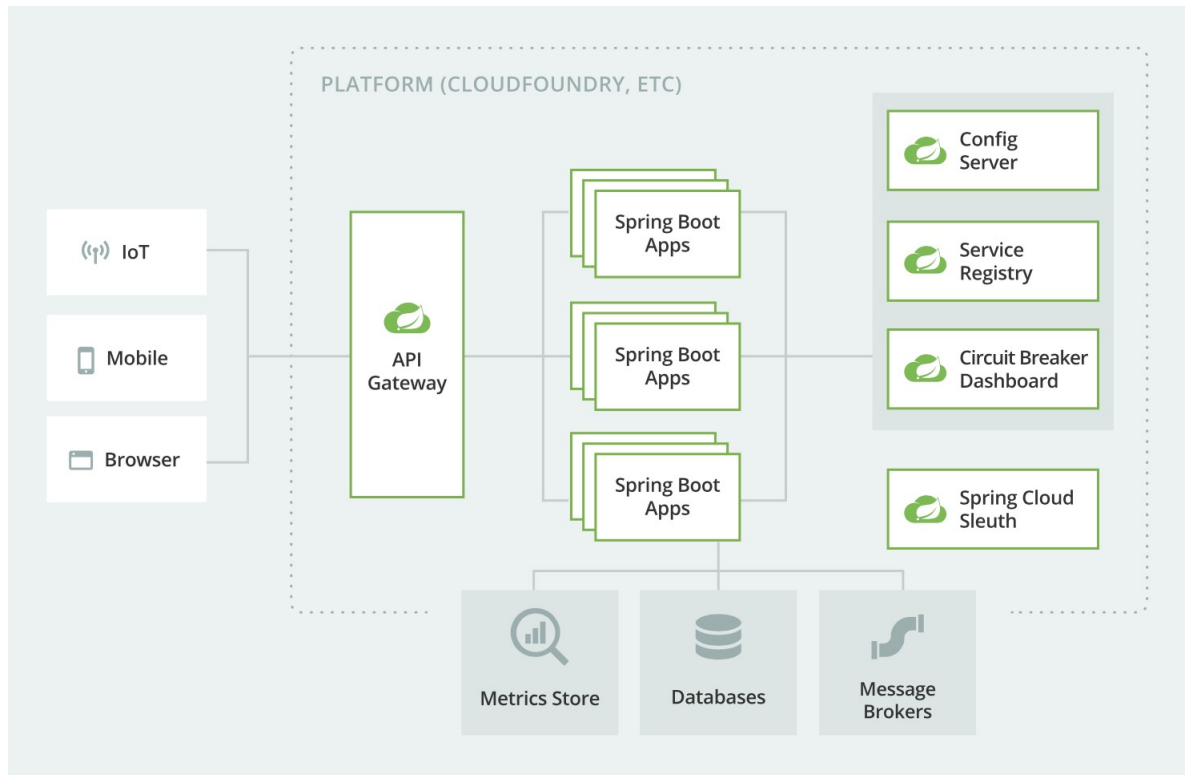 PLATFORM (CLOUDFOUNDRY, ETC)
IoT
Mobile
Browser
API
Gateway
Spring Boot
Apps
Spring Boot
Apps
Spring Boot
Apps
Config
Server
Service
Registry
Circuit Breaker
Dashboard
Spring Cloud
Sleuth
Metrics Store
Databases
Message
Brokers